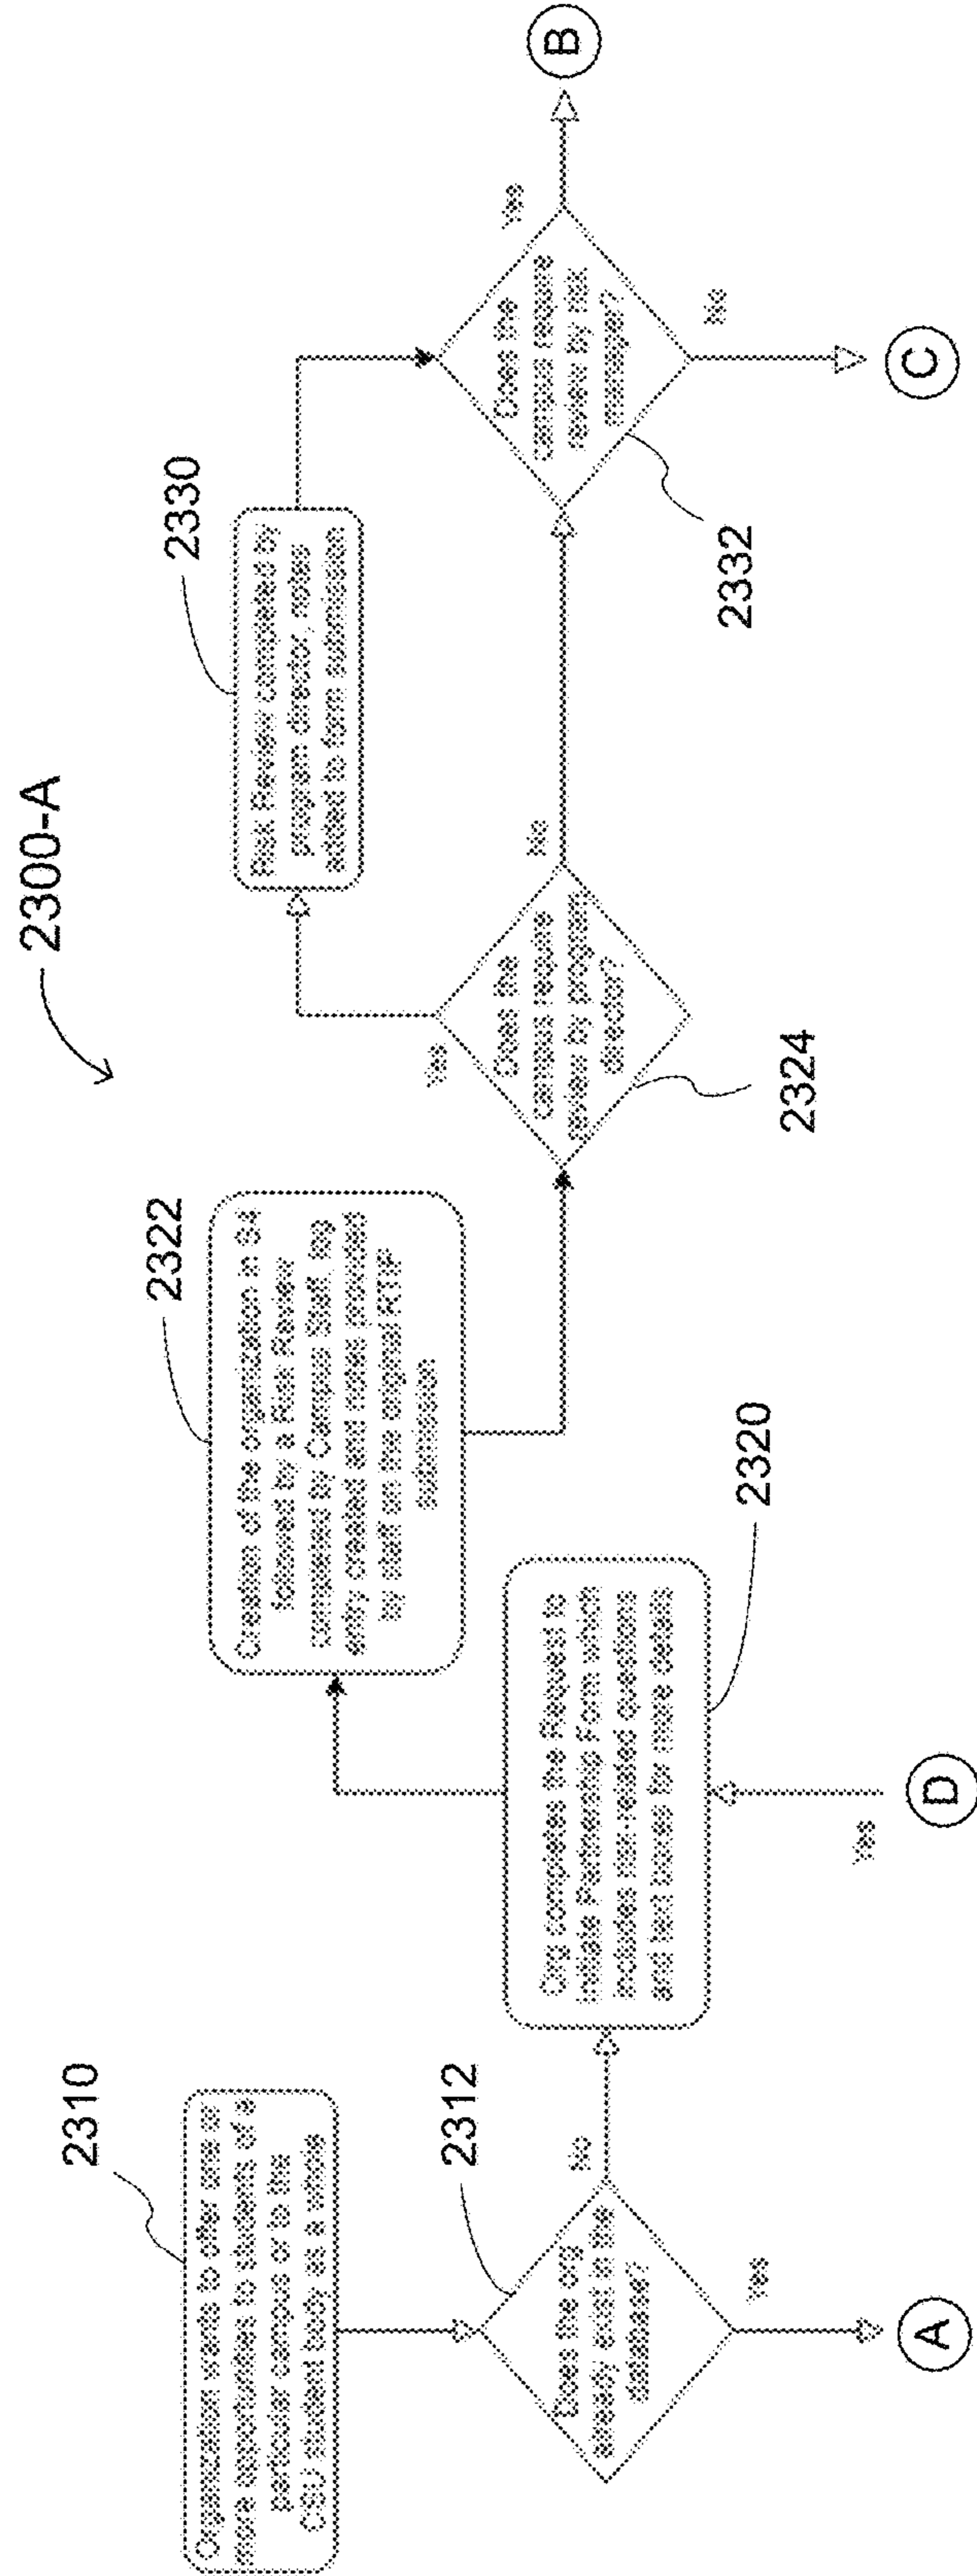 2300-A
2310
Organization wants to offer one or
more opportunities to students of a
particular campus or to the
CSU student body as a whole
2312
Does the org
already exist in the
database?
No
Yes
A
2320
Org completes the Request to
Initiate Partnership Form which
includes risk-related questions
and text boxes for more details
Yes
D
2322
Creation of the organization in S4
followed by a Risk Review
completed by Campus Staff, log
entry created and notes provided
by staff on the original RTIP
submission
2324
Does the
campus require
review by program
director?
Yes
No
2330
Risk Review completed by
program director, notes
added to form submission
2332
Does the
campus require
review by risk
manager?
Yes
B
No
C